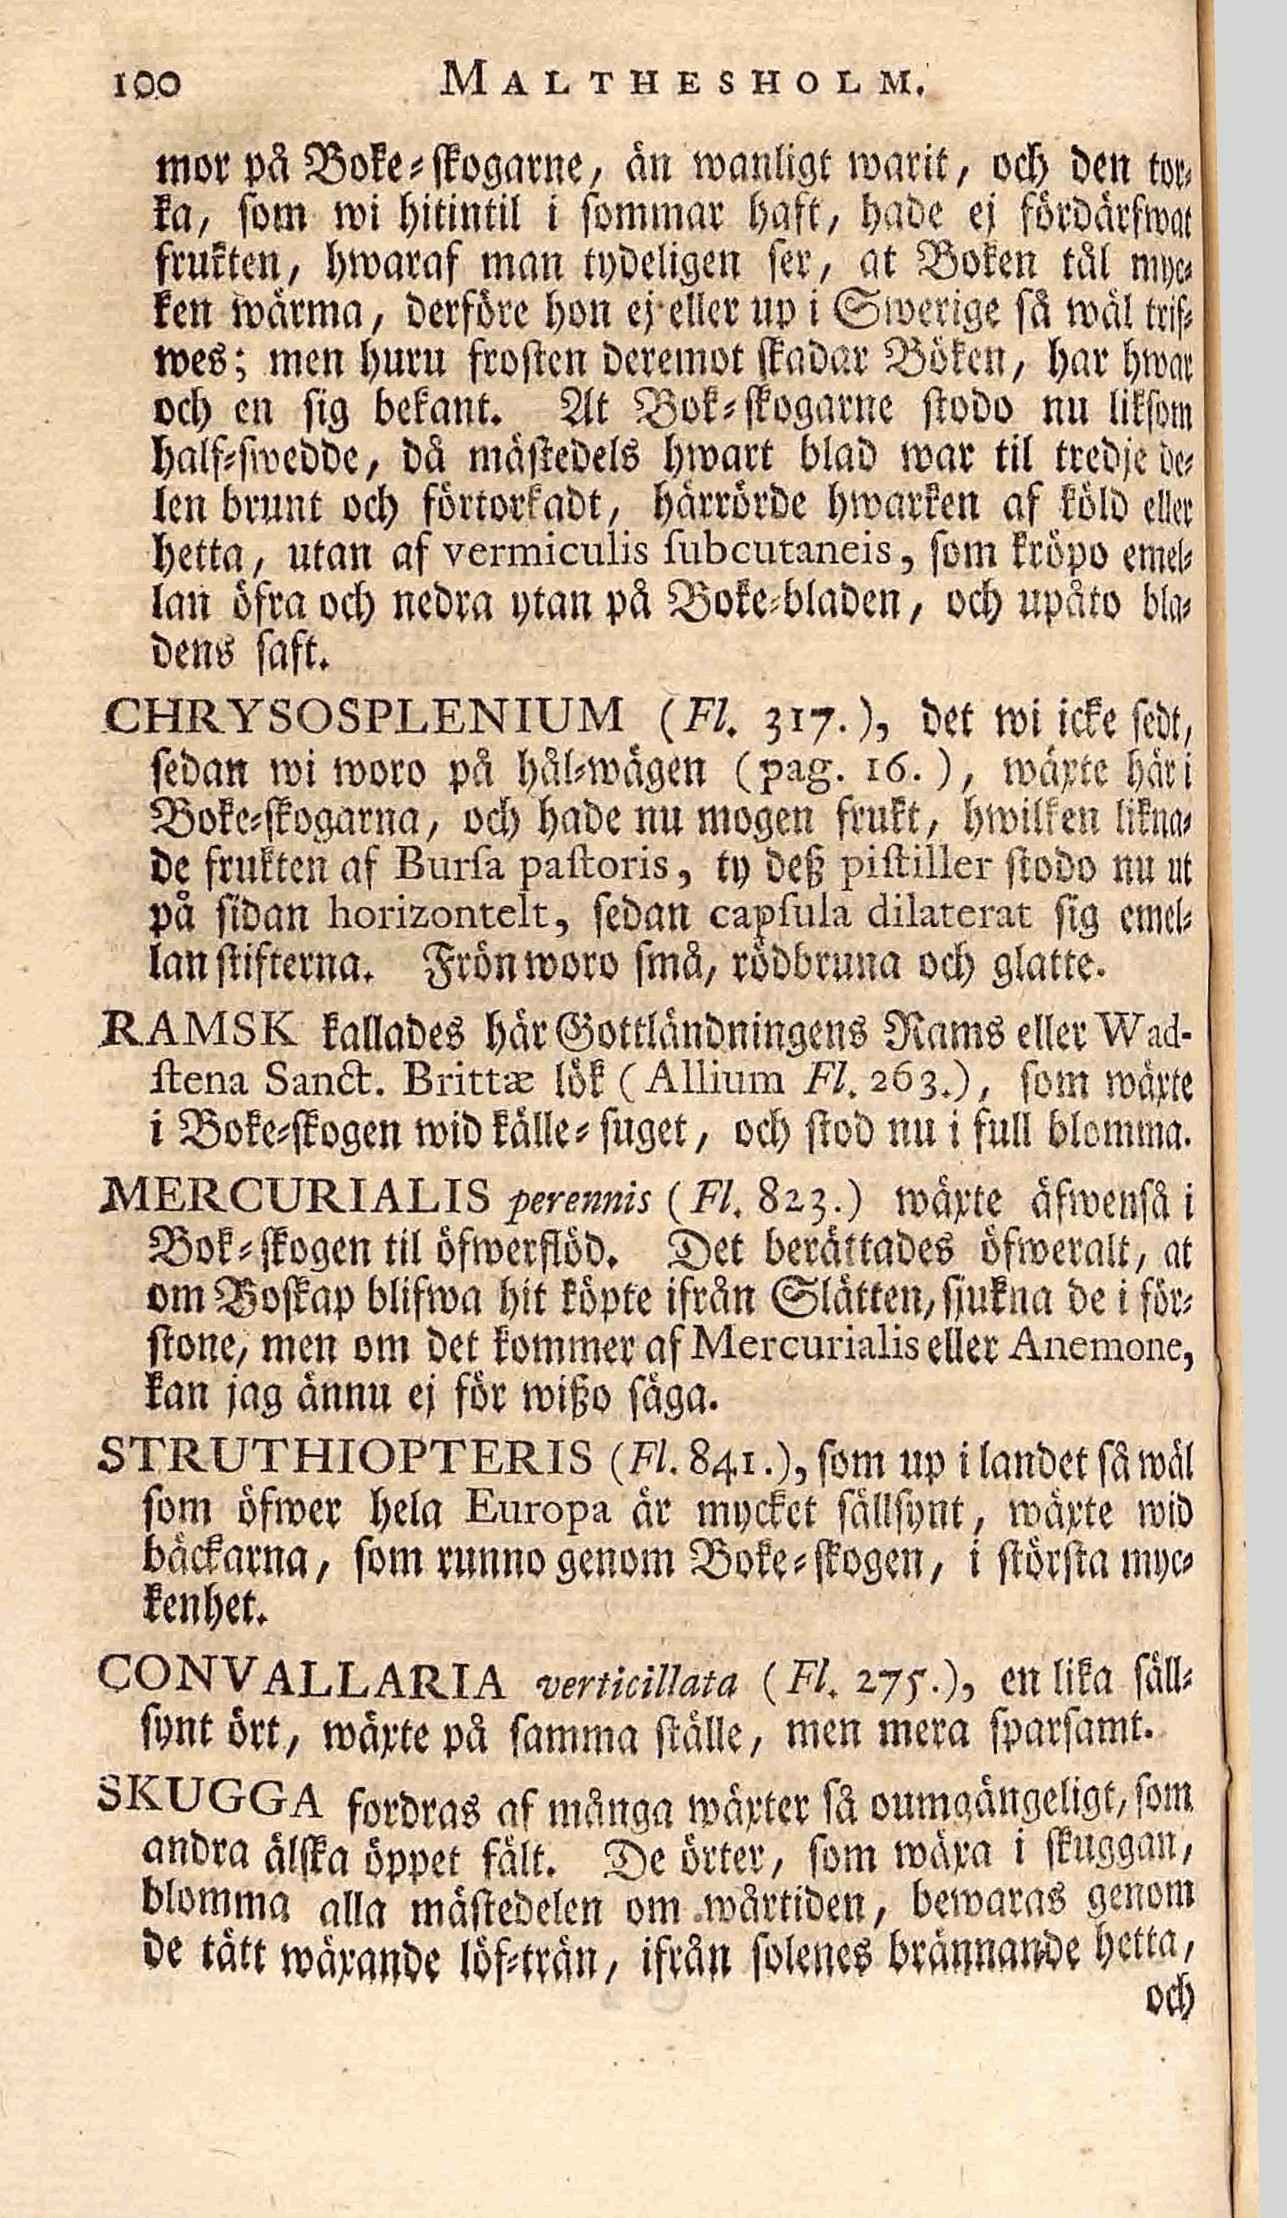 100 MALTHESHOLM.
mor på Boke-skogarne, än wanligt warit, och den tor-
ka, som wi hitintil i sommar haft, hade ej fördärfwat
frukten, hwaraf man tydeligen ser, at Boken tål myc-
ken wärma, derföre hon ej eller up i Swerige så wäl trif-
wes; men huru frosten deremot skadar Böken, har hwar
och en sig bekant. At Bok-skogarne stodo nu liksom
half-swedde, då mästedels hwart blad war til tredje de-
len brunt och förtorkadt, härrörde hwarken af köld eller
hetta, utan af vermiculis subcutaneis, som kröpo emel-
lan öfra och nedra ytan på Boke-bladen, och upåto bla-
dens saft.
CHRYSOSPLENIUM (Fl. 317.), det wi icke sedt,
sedan wi woro på hål-wägen (pag. 16.), wäxte här i
Boke-skogarna, och hade nu mogen frukt, hwilken likna-
de frukten af Bursa pastoris, ty deß pistiller stodo nu ut
på sidan horizontelt, sedan capsula dilaterat sig emel-
lan stifterna. Frön woro små, rödbruna och glatte.
RAMSK kallades här Gottländningens Rams eller Wad-
stena Sanct. Brittæ lök (Allium Fl. 263.), som wäxte
i Boke-skogen wid källe-suget, och stod nu i full blomma.
MERCURIALIS perennis (Fl. 823.) wäxte äfwenså i
Bok-skogen til öfwerflöd. Det berättades öfweralt, at
om Boskap blifwa hit köpte ifrån Slätten, sjukna de i för-
stone, men om det kommer af Mercurialis eller Anemone,
kan jag ännu ej för wißo säga.
STRUTHIOPTERIS (Fl. 841.), som up i landet så wäl
som öfwer hela Europa är mycket sällsynt, wäxte wid
bäckarna, som runno genom Boke-skogen, i största myc-
kenhet.
CONVALLARIA verticillata (Fl. 275.), en lika säll-
synt ört, wäxte på samma ställe, men mera sparsamt.
SKUGGA fordras af många wäxter så oumgängeligt, som
andra älska öppet fält. De örter, som wäxa i skuggan,
blomma alla mästedelen om wårtiden, bewaras genom
de tätt wäxande löf-trän, ifrån solenes brännande hetta,
och